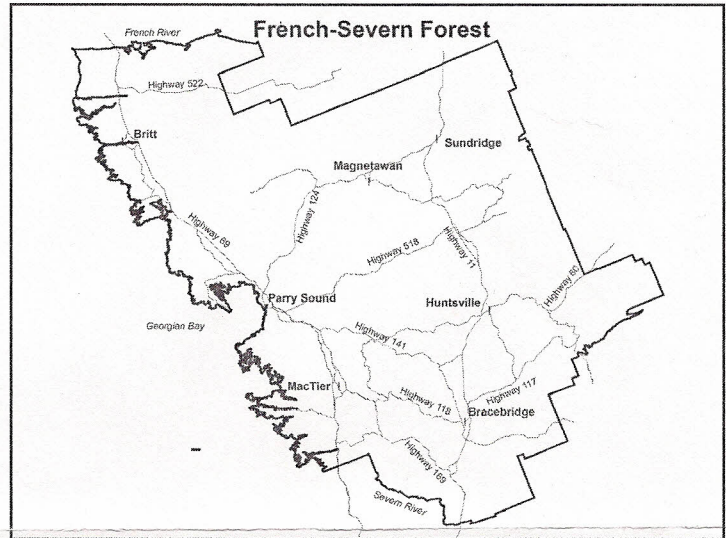 French-Severn Forest
French River
Highway 522
Britt
Sundridge
Magnetawan
Highway 124
Highway 69
Highway 518
Highway 11
Highway 60
Parry Sound
Huntsville
Georgian Bay
Highway 141
MacTier
Highway 118
Highway 117
Bracebridge
Highway 169
Severn River